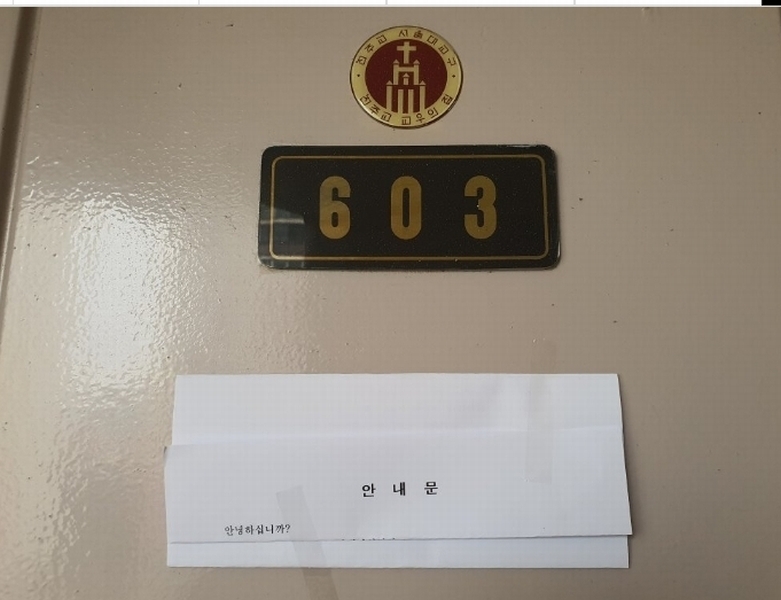 천주교 서울대교구
천주교 교우의 집
603
안 내 문
안녕하십니까?